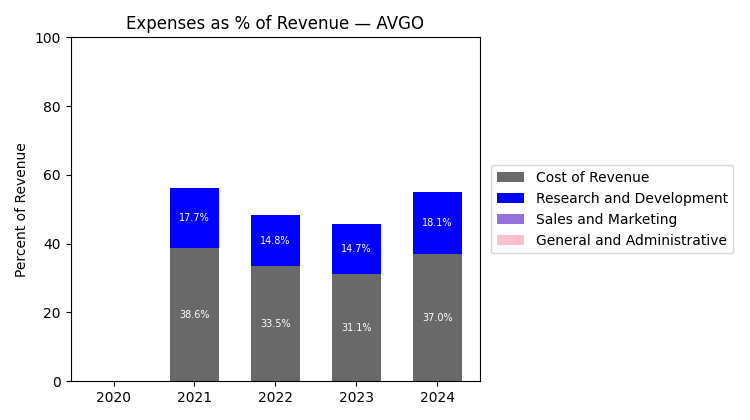 Expenses as % of Revenue — AVGO
Percent of Revenue
100
80
60
40
20
0
17.7%
14.8%
14.7%
18.1%
38.6%
33.5%
31.1%
37.0%
2020 2021 2022 2023 2024
Cost of Revenue
Research and Development
Sales and Marketing
General and Administrative